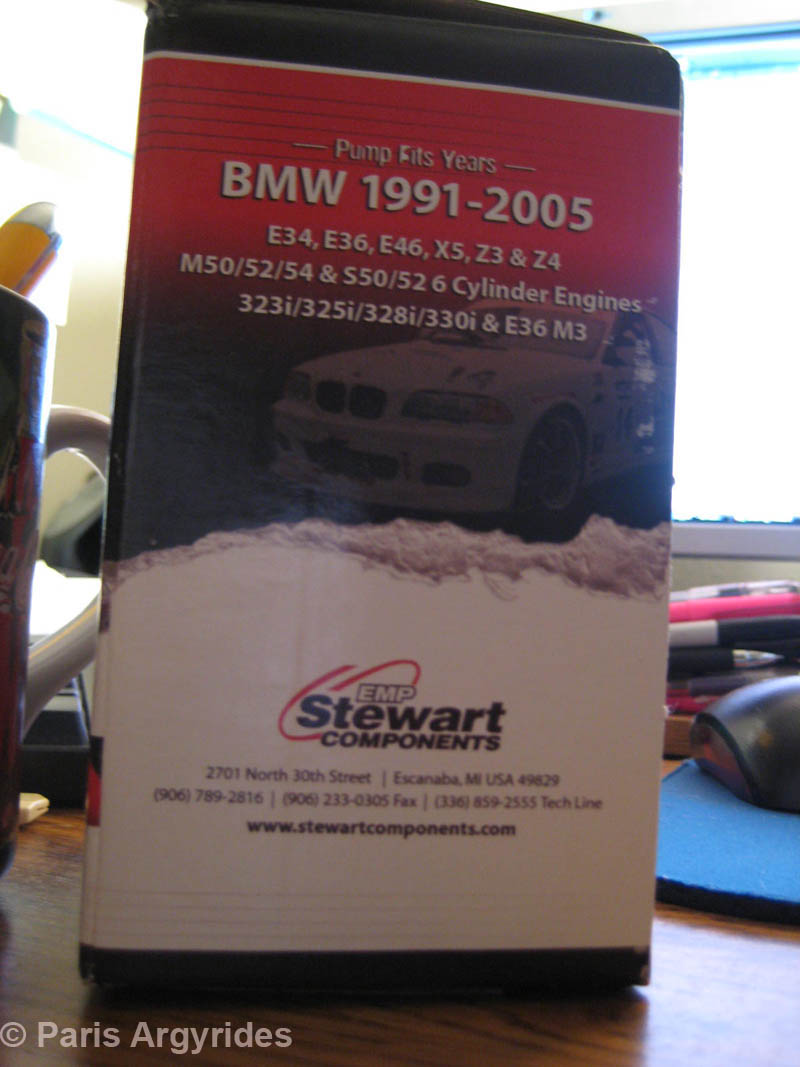 Pump Fits Years
BMW 1991-2005
E34, E36, E46, X5, Z3 & Z4
M50/52/54 & S50/52 6 Cylinder Engines
323i/325i/328i/330i & E36 M3
EMP
Stewart
COMPONENTS
2701 North 30th Street | Escanaba, MI USA 49829
(906) 789-2816 | (906) 233-0305 Fax | (336) 859-2555 Tech Line
www.stewartcomponents.com
© Paris Argyrides